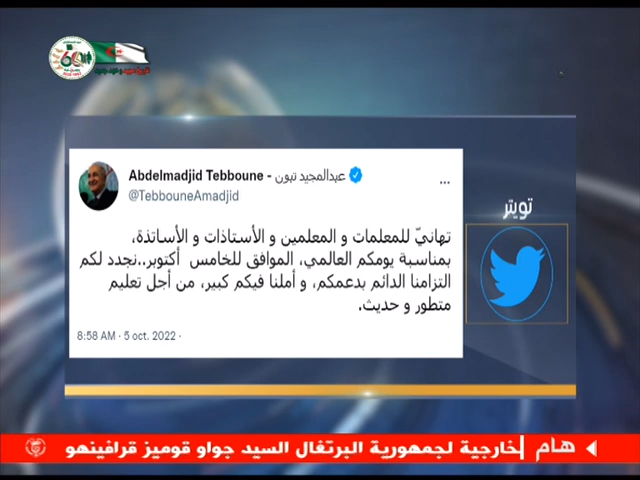 Abdelmadjid Tebboune - عبدالمجيد تبون
@TebbouneAmadjid
...
تهانيّ للمعلمات و المعلمين و الأستاذات و الأساتذة،
بمناسبة يومكم العالمي، الموافق للخامس أكتوبر..نجدد لكم
التزامنا الدائم بدعمكم، و أملنا فيكم كبير، من أجل تعليم
متطور و حديث.
8:58 AM · 5 oct. 2022 ·
تويتر
هام
لخارجية لجمهورية البرتغال السيد جواو قوميز قرافينهو